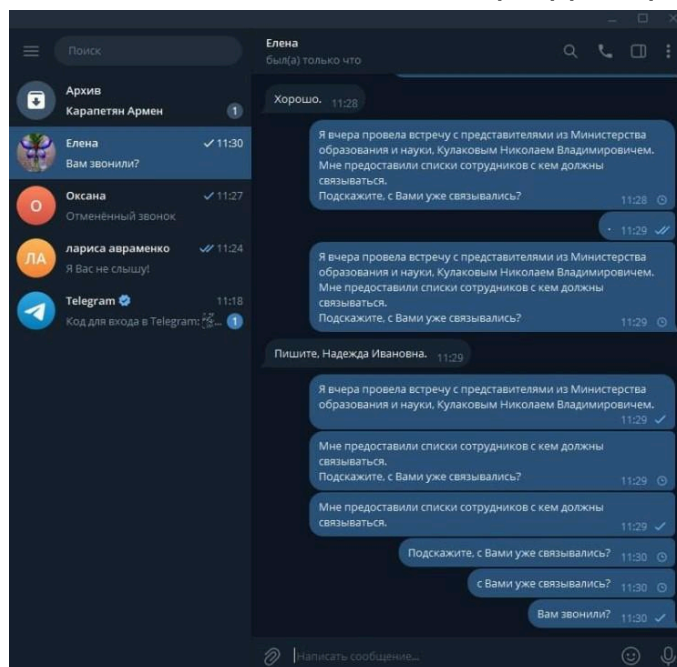 Поиск
Архив
Карапетян Армен
1
Елена
11:30
Вам звонили?
О
Оксана
11:27
Отменённый звонок
ЛА
лариса авраменко
11:24
Я Вас не слышу!
Telegram
11:18
Код для входа в Telegram:
1
Елена
был(а) только что
Хорошо. 11:28
Я вчера провела встречу с представителями из Министерства
образования и науки, Кулаковым Николаем Владимировичем.
Мне предоставили списки сотрудников с кем должны
связываться.
Подскажите, с Вами уже связывались?
11:28
. 11:29
Я вчера провела встречу с представителями из Министерства
образования и науки, Кулаковым Николаем Владимировичем.
Мне предоставили списки сотрудников с кем должны
связываться.
Подскажите, с Вами уже связывались?
11:29
Пишите, Надежда Ивановна. 11:29
Я вчера провела встречу с представителями из Министерства
образования и науки, Кулаковым Николаем Владимировичем.
11:29
Мне предоставили списки сотрудников с кем должны
связываться.
Подскажите, с Вами уже связывались?
11:29
Мне предоставили списки сотрудников с кем должны
связываться.
11:29
Подскажите, с Вами уже связывались? 11:30
с Вами уже связывались? 11:30
Вам звонили? 11:30
Написать сообщение...